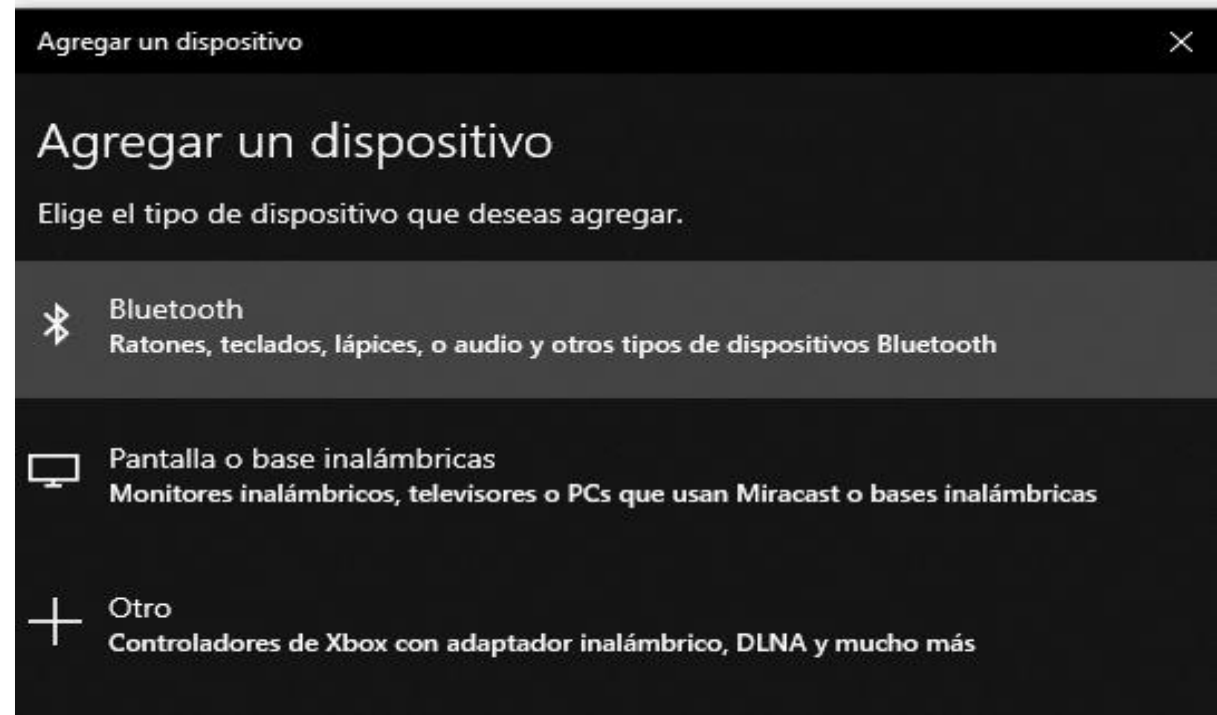 Agregar un dispositivo
Agregar un dispositivo
Elige el tipo de dispositivo que deseas agregar.
Bluetooth
Ratones, teclados, lápices, o audio y otros tipos de dispositivos Bluetooth
Pantalla o base inalámbricas
Monitores inalámbricos, televisores o PCs que usan Miracast o bases inalámbricas
Otro
Controladores de Xbox con adaptador inalámbrico, DLNA y mucho más